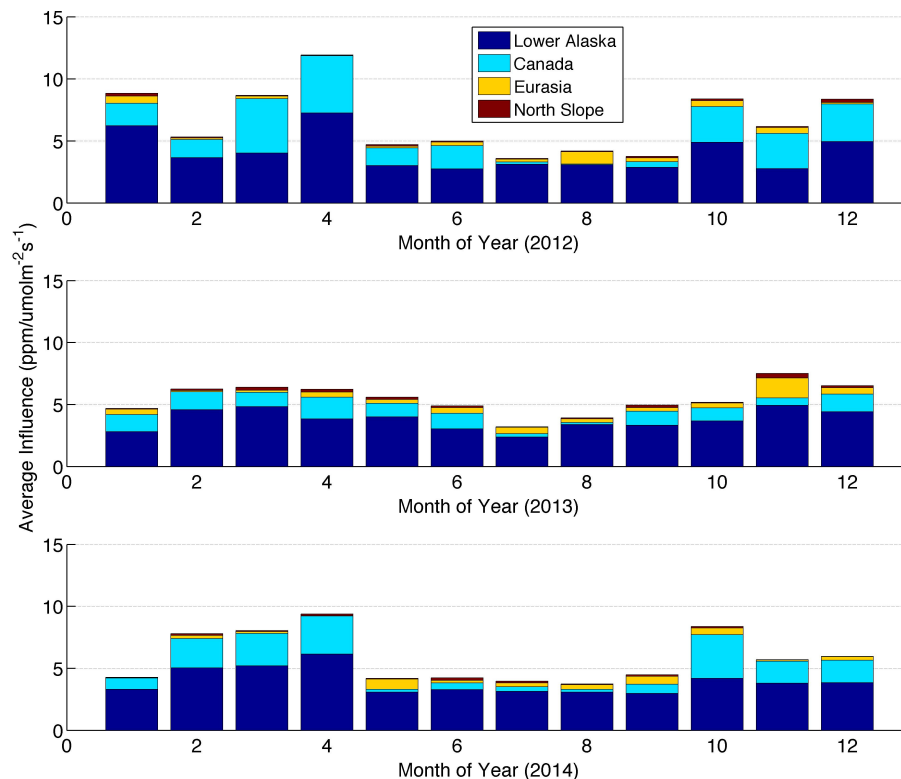 15
10
5
0
Lower Alaska
Canada
Eurasia
North Slope
0 2 4 6 8 10 12
Month of Year (2012)
Average Influence (ppm/umolm⁻²s⁻¹)
15
10
5
0
0 2 4 6 8 10 12
Month of Year (2013)
15
10
5
0
0 2 4 6 8 10 12
Month of Year (2014)